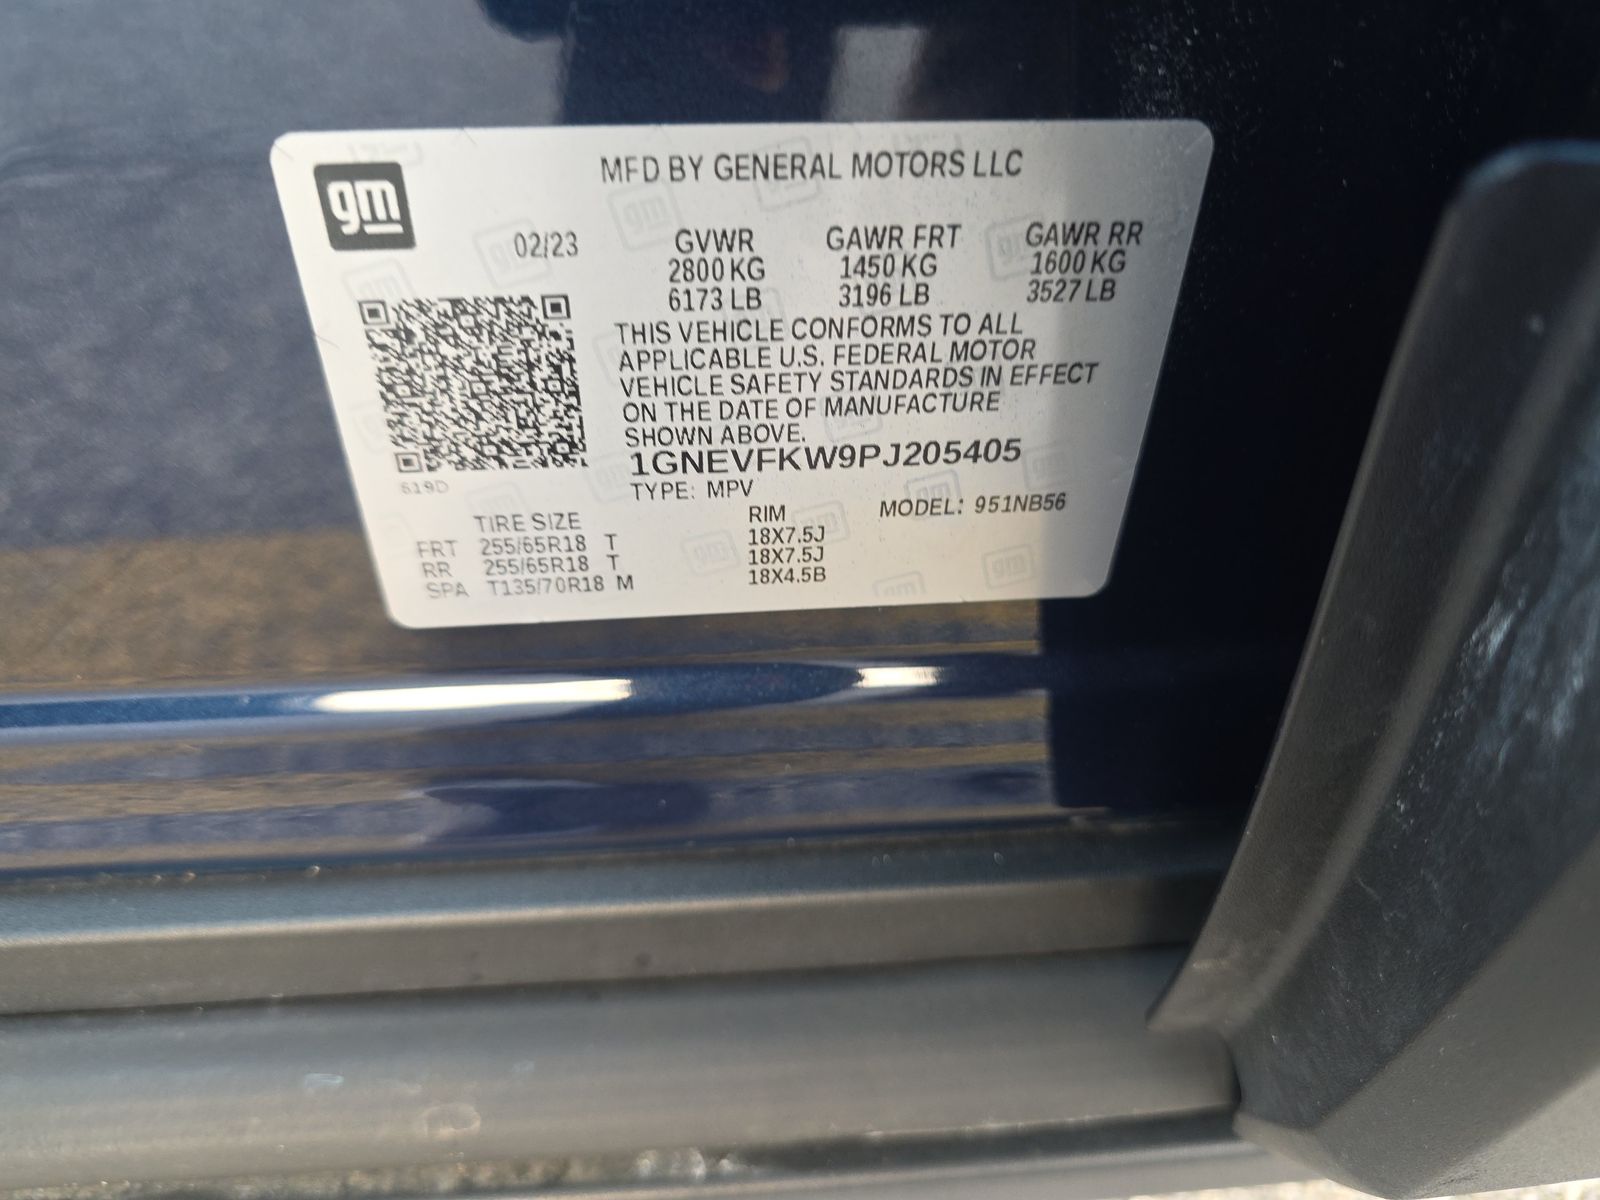 gm
MFD BY GENERAL MOTORS LLC
02/23
GVWR GAWR FRT GAWR RR
2800 KG 1450 KG 1600 KG
6173 LB 3196 LB 3527 LB
THIS VEHICLE CONFORMS TO ALL
APPLICABLE U.S. FEDERAL MOTOR
VEHICLE SAFETY STANDARDS IN EFFECT
ON THE DATE OF MANUFACTURE
SHOWN ABOVE.
1GNEVFKW9PJ205405
619D
TYPE: MPV
MODEL: 951NB56
TIRE SIZE RIM
FRT 255/65R18 T 18X7.5J
RR 255/65R18 T 18X7.5J
SPA T135/70R18 M 18X4.5B